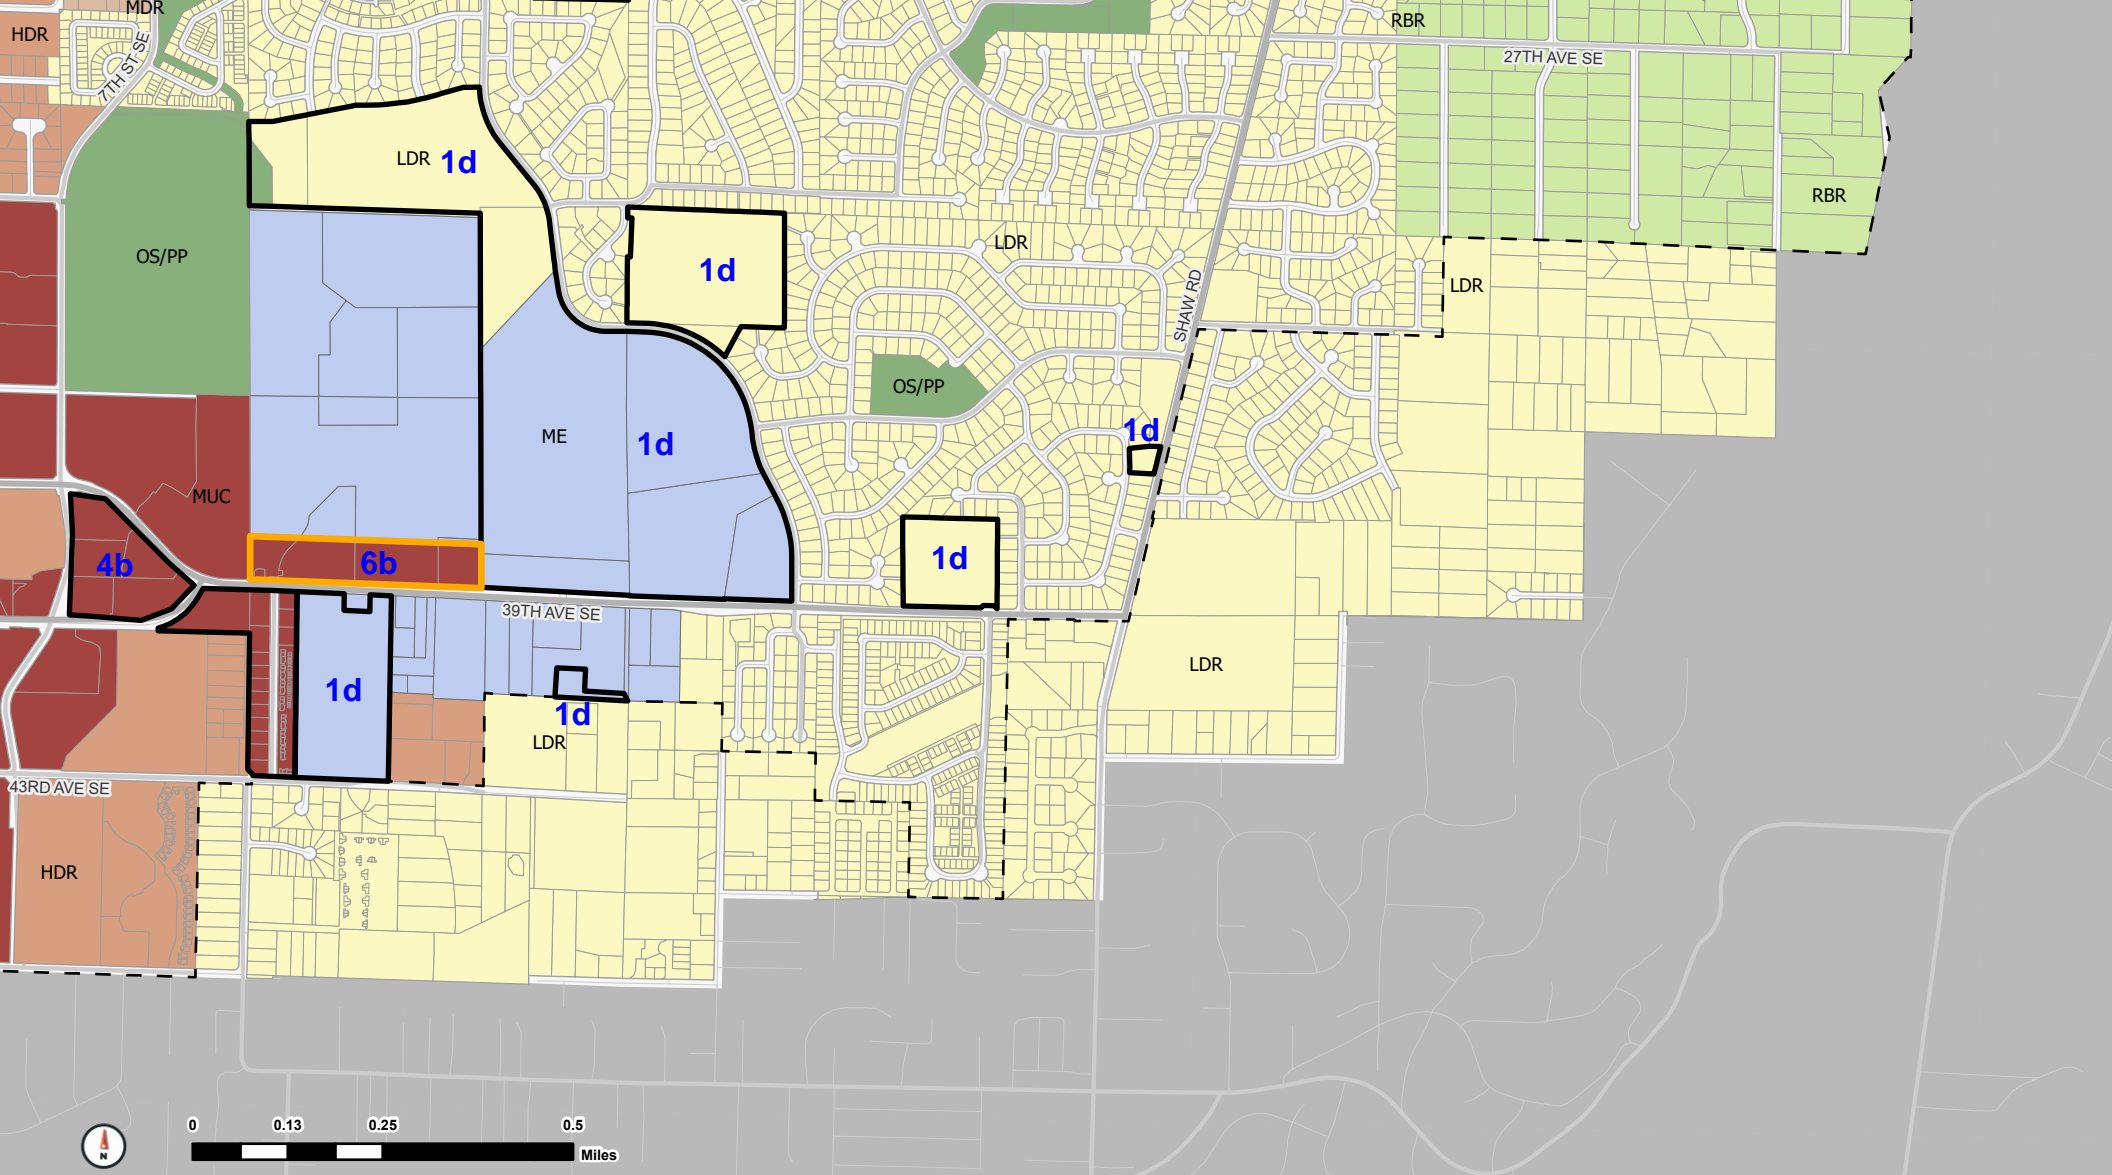 MDR
HDR
7TH ST SE
RBR
27TH AVE SE
LDR 1d
RBR
OS/PP
1d
LDR
LDR
SHAW RD
OS/PP
ME
1d
1d
MUC
4b
6b
1d
39TH AVE SE
1d
1d
LDR
LDR
43RD AVE SE
HDR
0 0.13 0.25 0.5
Miles
N